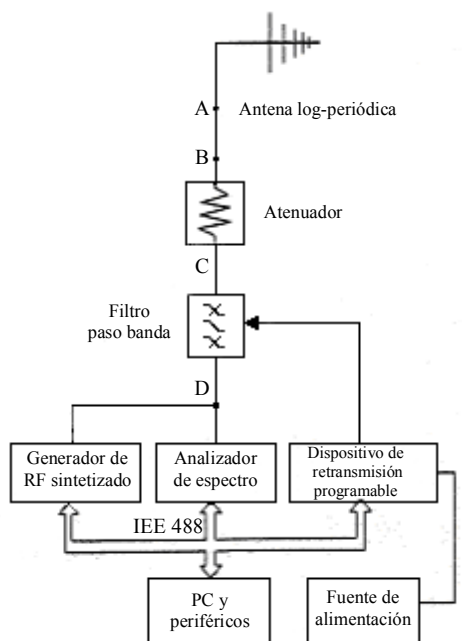 A
Antena log-periódica
B
Atenuador
C
Filtro
paso banda
D
Generador de
RF sintetizado
Analizador
de espectro
Dispositivo de
retransmisión
programable
IEE 488
PC y
periféricos
Fuente de
alimentación